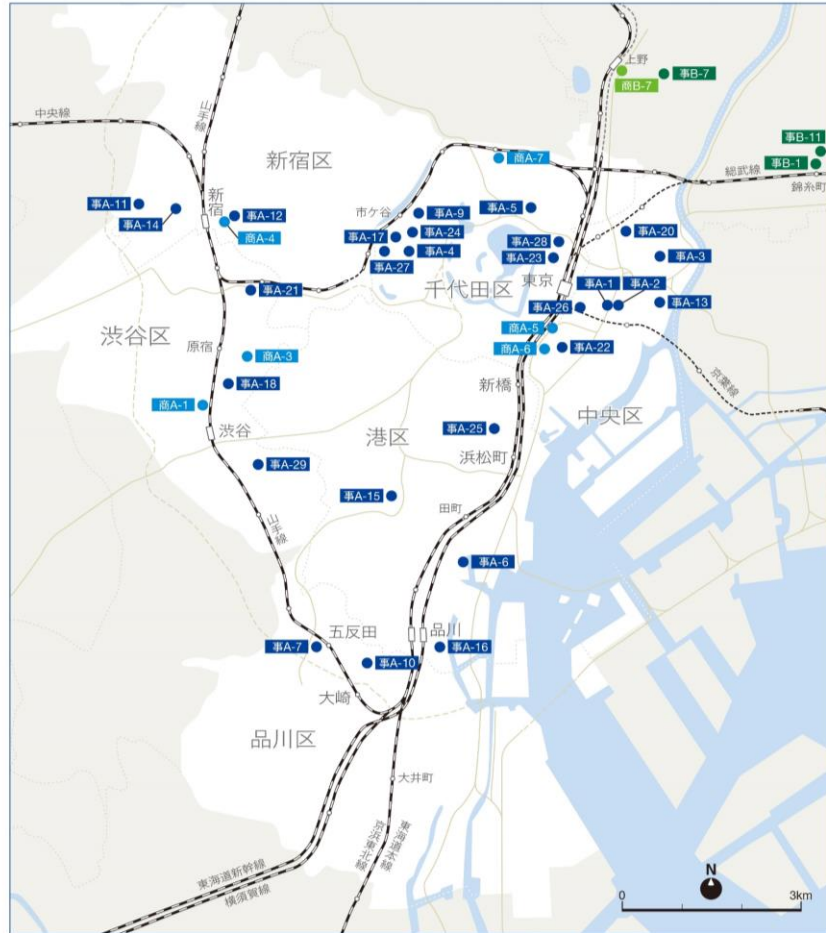 上野
商B-7
事B-7
中央線
山手線
新宿区
商A-7
事B-11
事B-1
総武線
錦糸町
事A-11
事A-14
新宿
事A-12
商A-4
市ケ谷
事A-9
事A-5
事A-24
事A-17
事A-4
事A-27
事A-28
事A-23
事A-20
事A-3
千代田区
東京
事A-1
事A-2
事A-13
事A-21
事A-26
渋谷区
原宿
商A-3
商A-5
商A-6
事A-22
事A-18
新橋
京葉線
商A-1
渋谷
港区
事A-25
中央区
浜松町
事A-29
事A-15
田町
山手線
事A-6
五反田
品川
事A-7
事A-10
事A-16
大崎
品川区
大井町
東海道本線
京浜東北線
東海道新幹線
横須賀線
N
0
3km